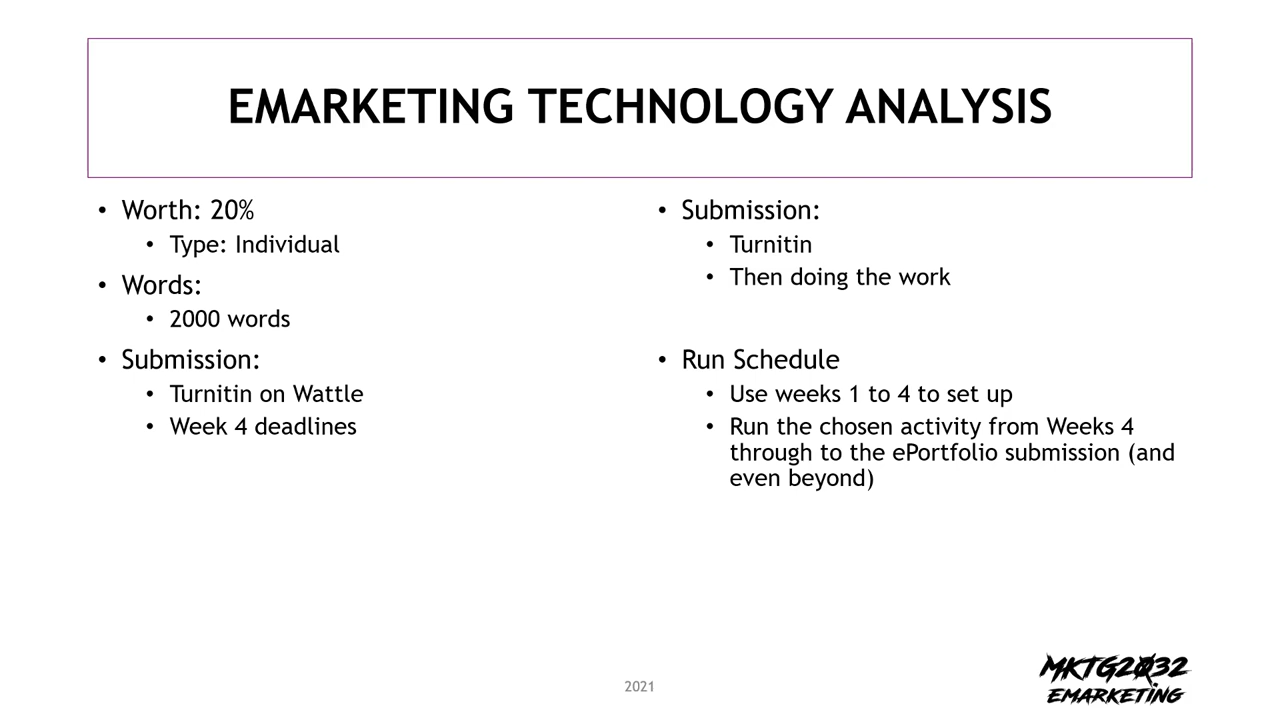 EMARKETING TECHNOLOGY ANALYSIS
• Worth: 20%
• Type: Individual
• Words:
• 2000 words
• Submission:
• Turnitin on Wattle
• Week 4 deadlines
• Submission:
• Turnitin
• Then doing the work
• Run Schedule
• Use weeks 1 to 4 to set up
• Run the chosen activity from Weeks 4
through to the ePortfolio submission (and
even beyond)
2021
MKTG2032
EMARKETING